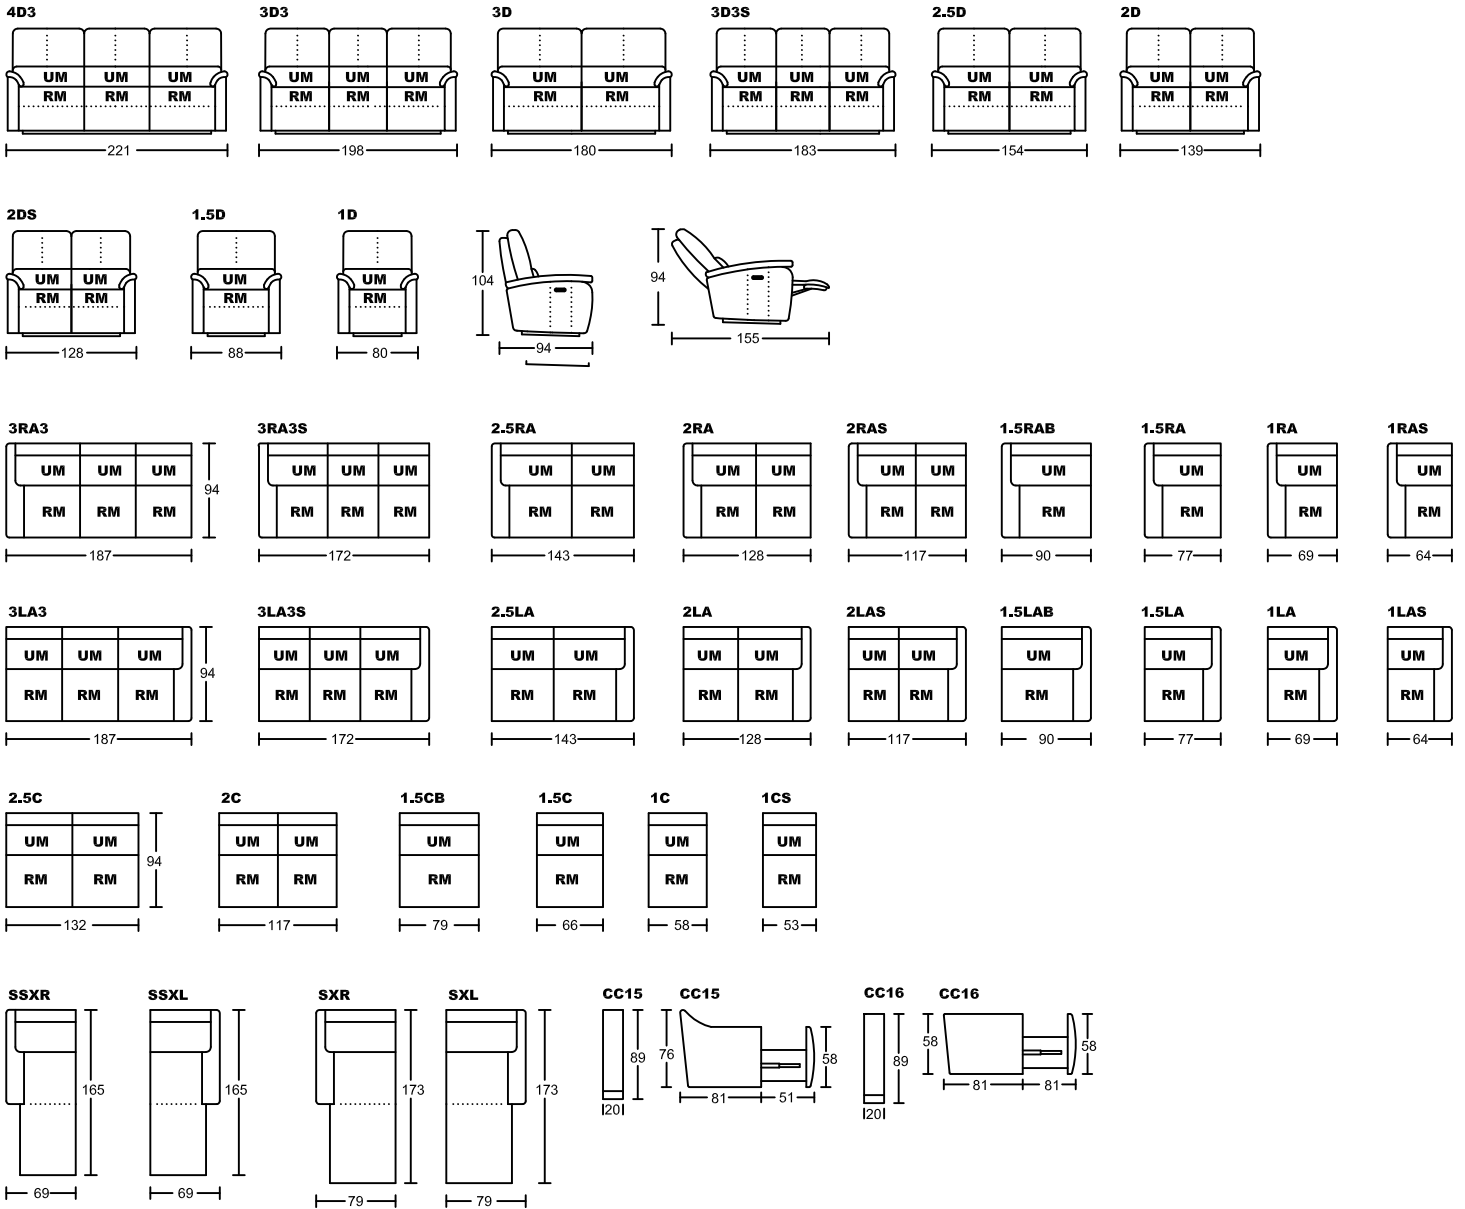 4D3 3D3 3D 3D3S 2.5D 2D
UM UM UM UM UM UM UM UM UM UM UM UM UM UM UM
RM RM RM RM RM RM RM RM RM RM RM RM RM RM RM
221 198 180 183 154 139
2DS 1.5D 1D
UM UM UM UM
RM RM RM RM
104 94
128 88 80 94 155
3RA3 3RA3S 2.5RA 2RA 2RAS 1.5RAB 1.5RA 1RA 1RAS
UM UM UM UM UM UM UM UM UM UM UM UM UM UM UM UM
94
RM RM RM RM RM RM RM RM RM RM RM RM RM RM RM RM
187 172 143 128 117 90 77 69 64
3LA3 3LA3S 2.5LA 2LA 2LAS 1.5LAB 1.5LA 1LA 1LAS
UM UM UM UM UM UM UM UM UM UM UM UM UM UM UM UM
94
RM RM RM RM RM RM RM RM RM RM RM RM RM RM RM RM
187 172 143 128 117 90 77 69 64
2.5C 2C 1.5CB 1.5C 1C 1CS
UM UM UM UM UM UM UM UM
94
RM RM RM RM RM RM RM RM
132 117 79 66 58 53
SSXR SSXL SXR SXL CC15 CC15 CC16 CC16
58 58
89 76 58 89
165 165 173 173
81 51 81 81
20 20
69 69 79 79